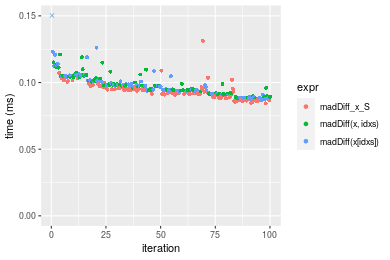 0.15
0.10
0.05
0.00
time (ms)
0
25
50
75
100
iteration
expr
madDiff_x_S
madDiff(x, idxs)
madDiff(x[idxs])